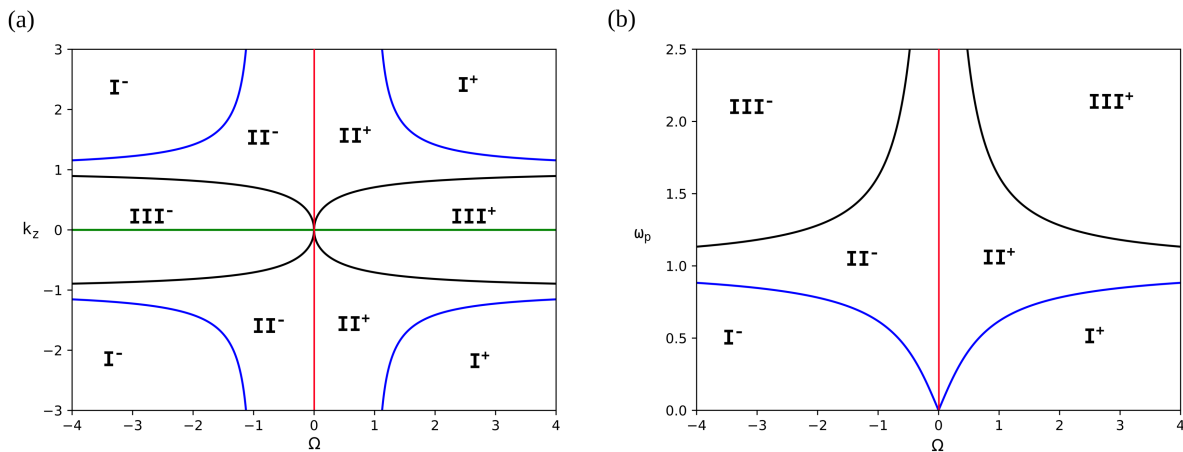 (a)
(b)
3
2
1
0
−1
−2
−3
k_z
I⁻
I⁺
II⁻
II⁺
III⁻
III⁺
II⁻
II⁺
I⁻
I⁺
−4 −3 −2 −1 0 1 2 3 4
Ω
2.5
2.0
1.5
1.0
0.5
0.0
ω_p
III⁻
III⁺
II⁻
II⁺
I⁻
I⁺
−4 −3 −2 −1 0 1 2 3 4
Ω